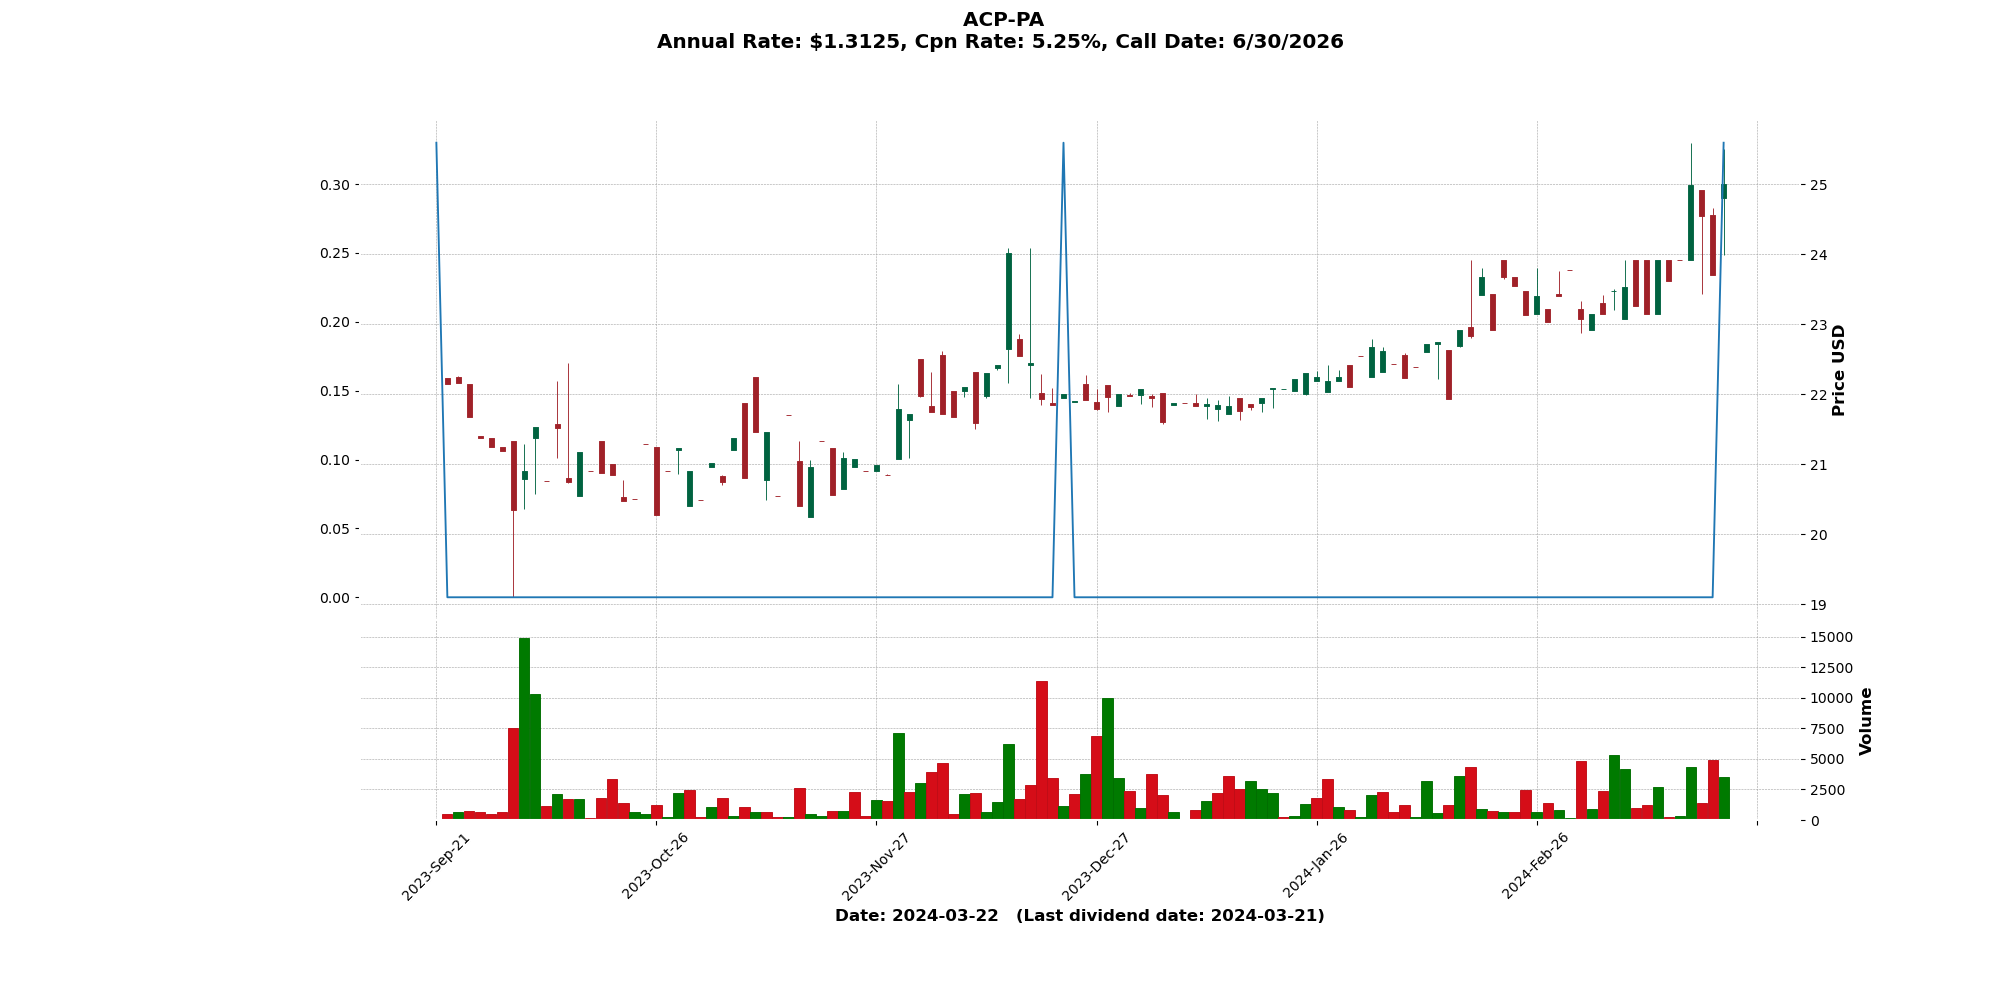 ACP-PA
Annual Rate: $1.3125, Cpn Rate: 5.25%, Call Date: 6/30/2026
0.30
0.25
0.20
0.15
0.10
0.05
0.00
25
24
23
22
21
20
19
Price USD
15000
12500
10000
7500
5000
2500
0
Volume
2023-Sep-21
2023-Oct-26
2023-Nov-27
2023-Dec-27
2024-Jan-26
2024-Feb-26
Date: 2024-03-22 (Last dividend date: 2024-03-21)